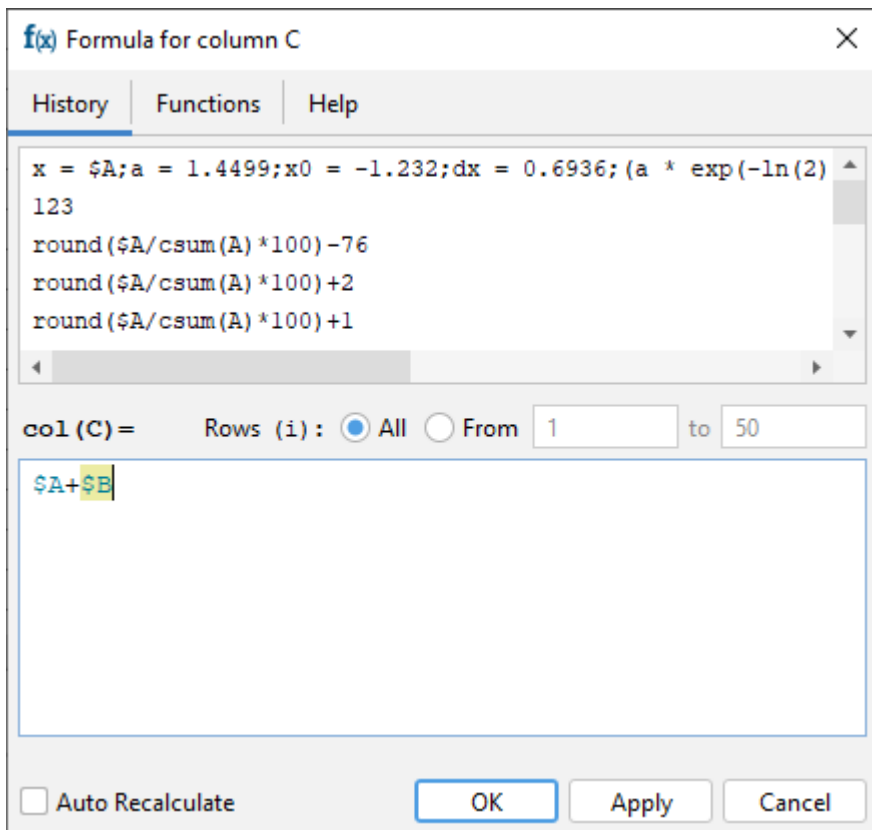 f(x) Formula for column C
History Functions Help
x = $A;a = 1.4499;x0 = -1.232;dx = 0.6936;(a * exp(-ln(2)
123
round($A/csum(A)*100)-76
round($A/csum(A)*100)+2
round($A/csum(A)*100)+1
col(C)= Rows (i): All From 1 to 50
$A+$B
Auto Recalculate OK Apply Cancel